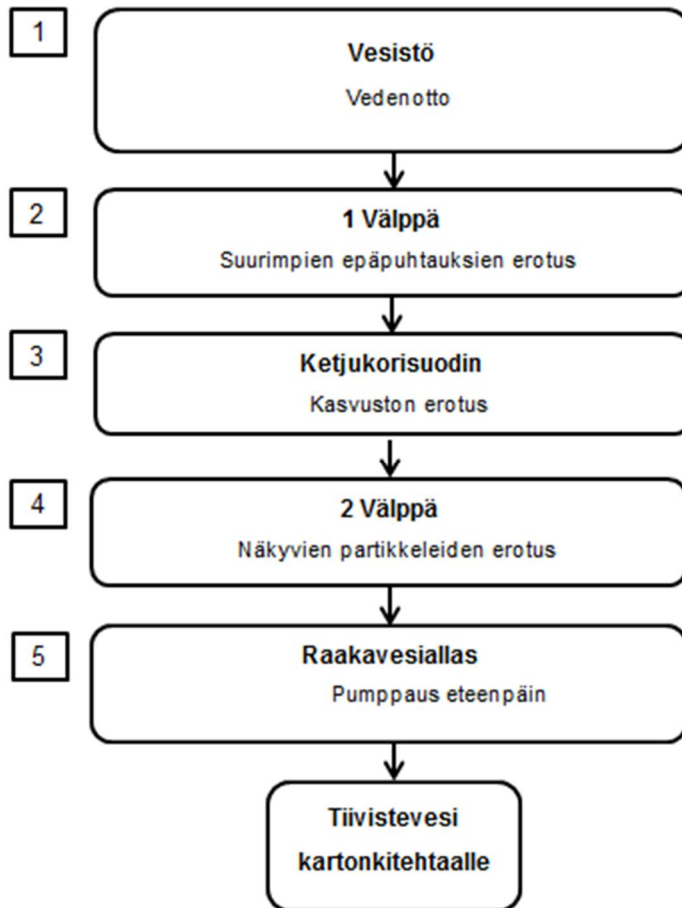 1
Vesistö
Vedenotto
2
1 Välppä
Suurimpien epäpuhtauksien erotus
3
Ketjukorisuodin
Kasvuston erotus
4
2 Välppä
Näkyvien partikkeleiden erotus
5
Raakavesiallas
Pumppaus eteenpäin
Tiivistevesi
kartonkitehtaalle